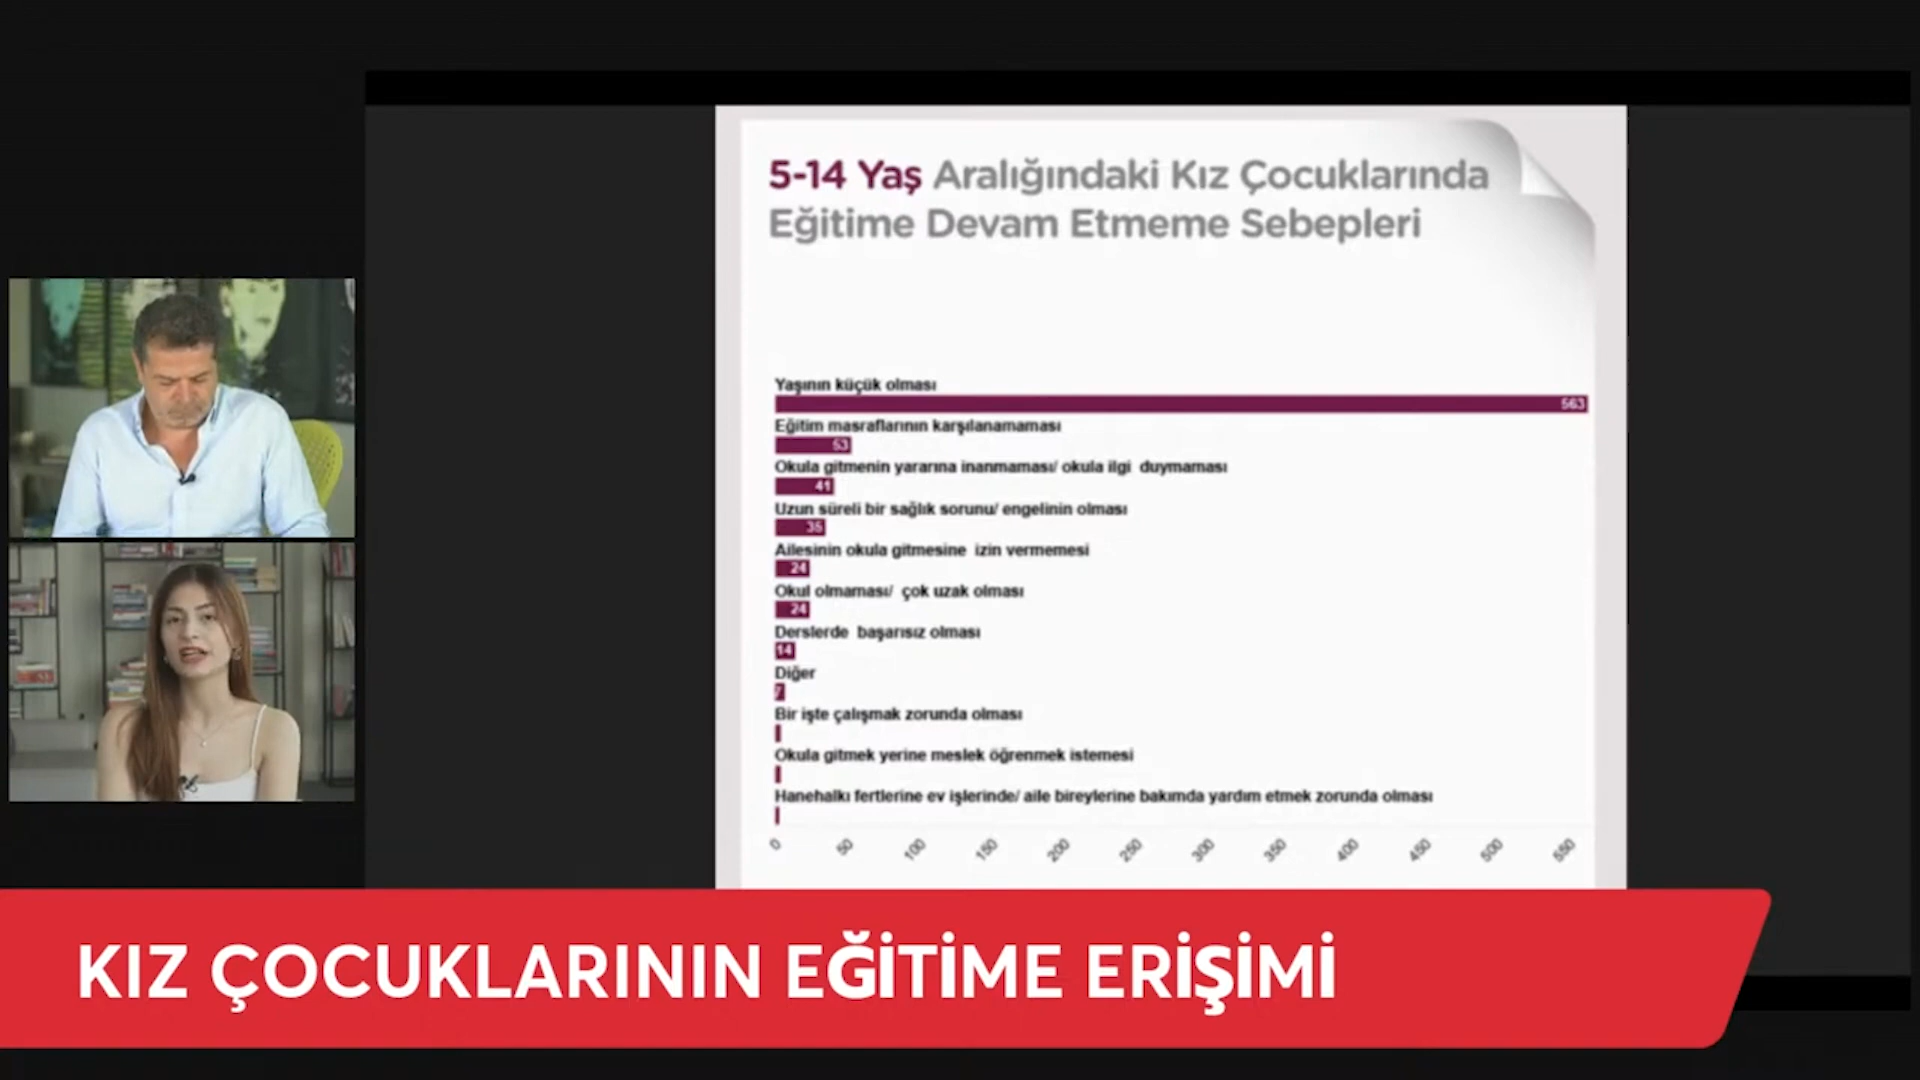 5-14 Yaş Aralığındaki Kız Çocuklarında
Eğitime Devam Etmeme Sebepleri
Yaşının küçük olması
563
Eğitim masraflarının karşılanamaması
53
Okula gitmenin yararına inanmaması/ okula ilgi duymaması
41
Uzun süreli bir sağlık sorunu/ engelinin olması
35
Ailesinin okula gitmesine izin vermemesi
24
Okul olmaması/ çok uzak olması
24
Derslerde başarısız olması
14
Diğer
7
Bir işte çalışmak zorunda olması
Okula gitmek yerine meslek öğrenmek istemesi
Hanehalkı fertlerine ev işlerinde/ aile bireylerine bakımda yardım etmek zorunda olması
0 50 100 150 200 250 300 350 400 450 500 550
KIZ ÇOCUKLARININ EĞİTİME ERİŞİMİ